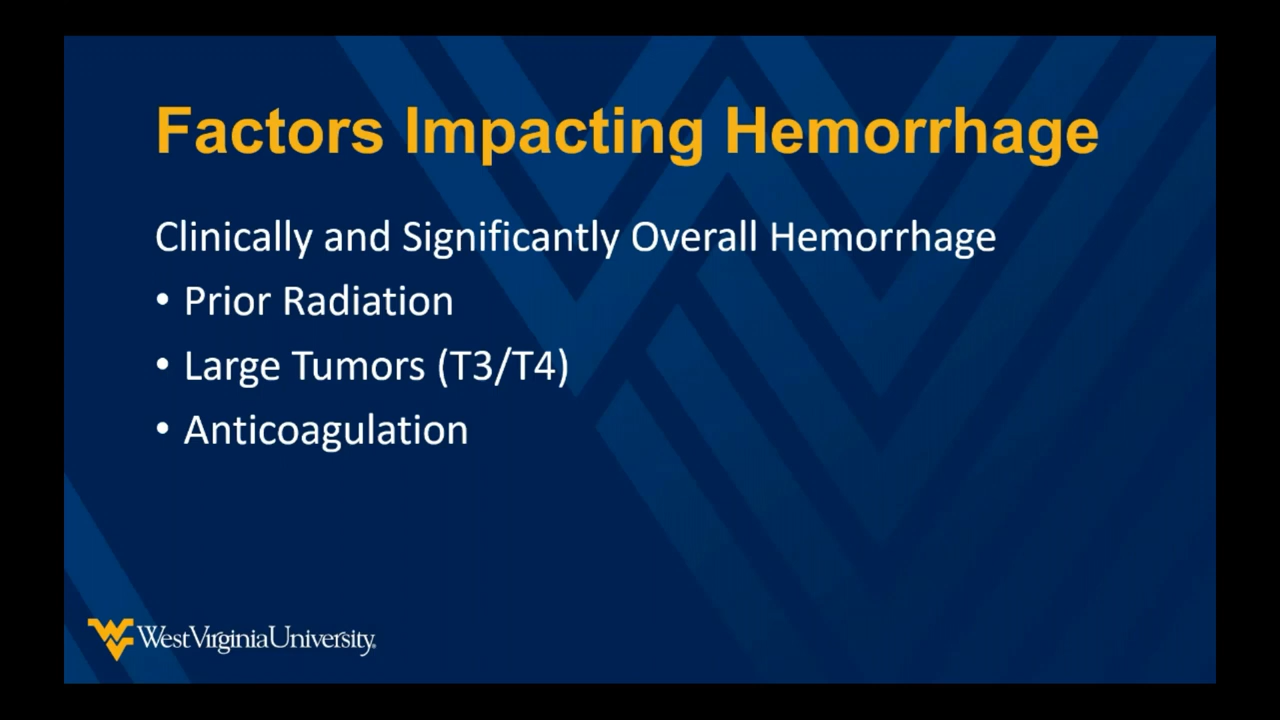 Factors Impacting Hemorrhage
Clinically and Significantly Overall Hemorrhage
• Prior Radiation
• Large Tumors (T3/T4)
• Anticoagulation
WestVirginiaUniversity.